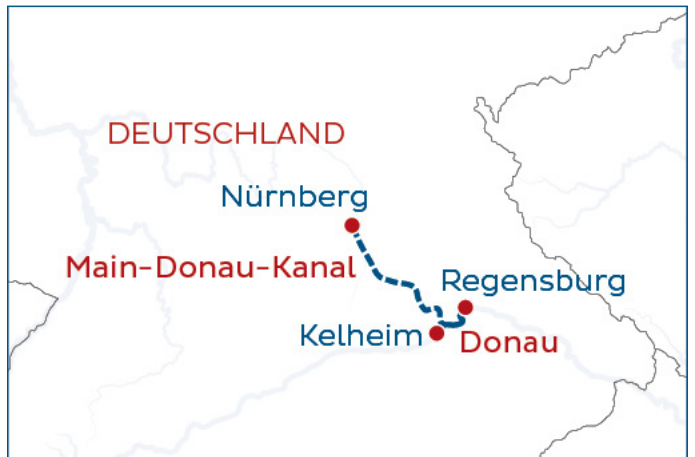 DEUTSCHLAND
Nürnberg
Main-Donau-Kanal
Regensburg
Kelheim
Donau